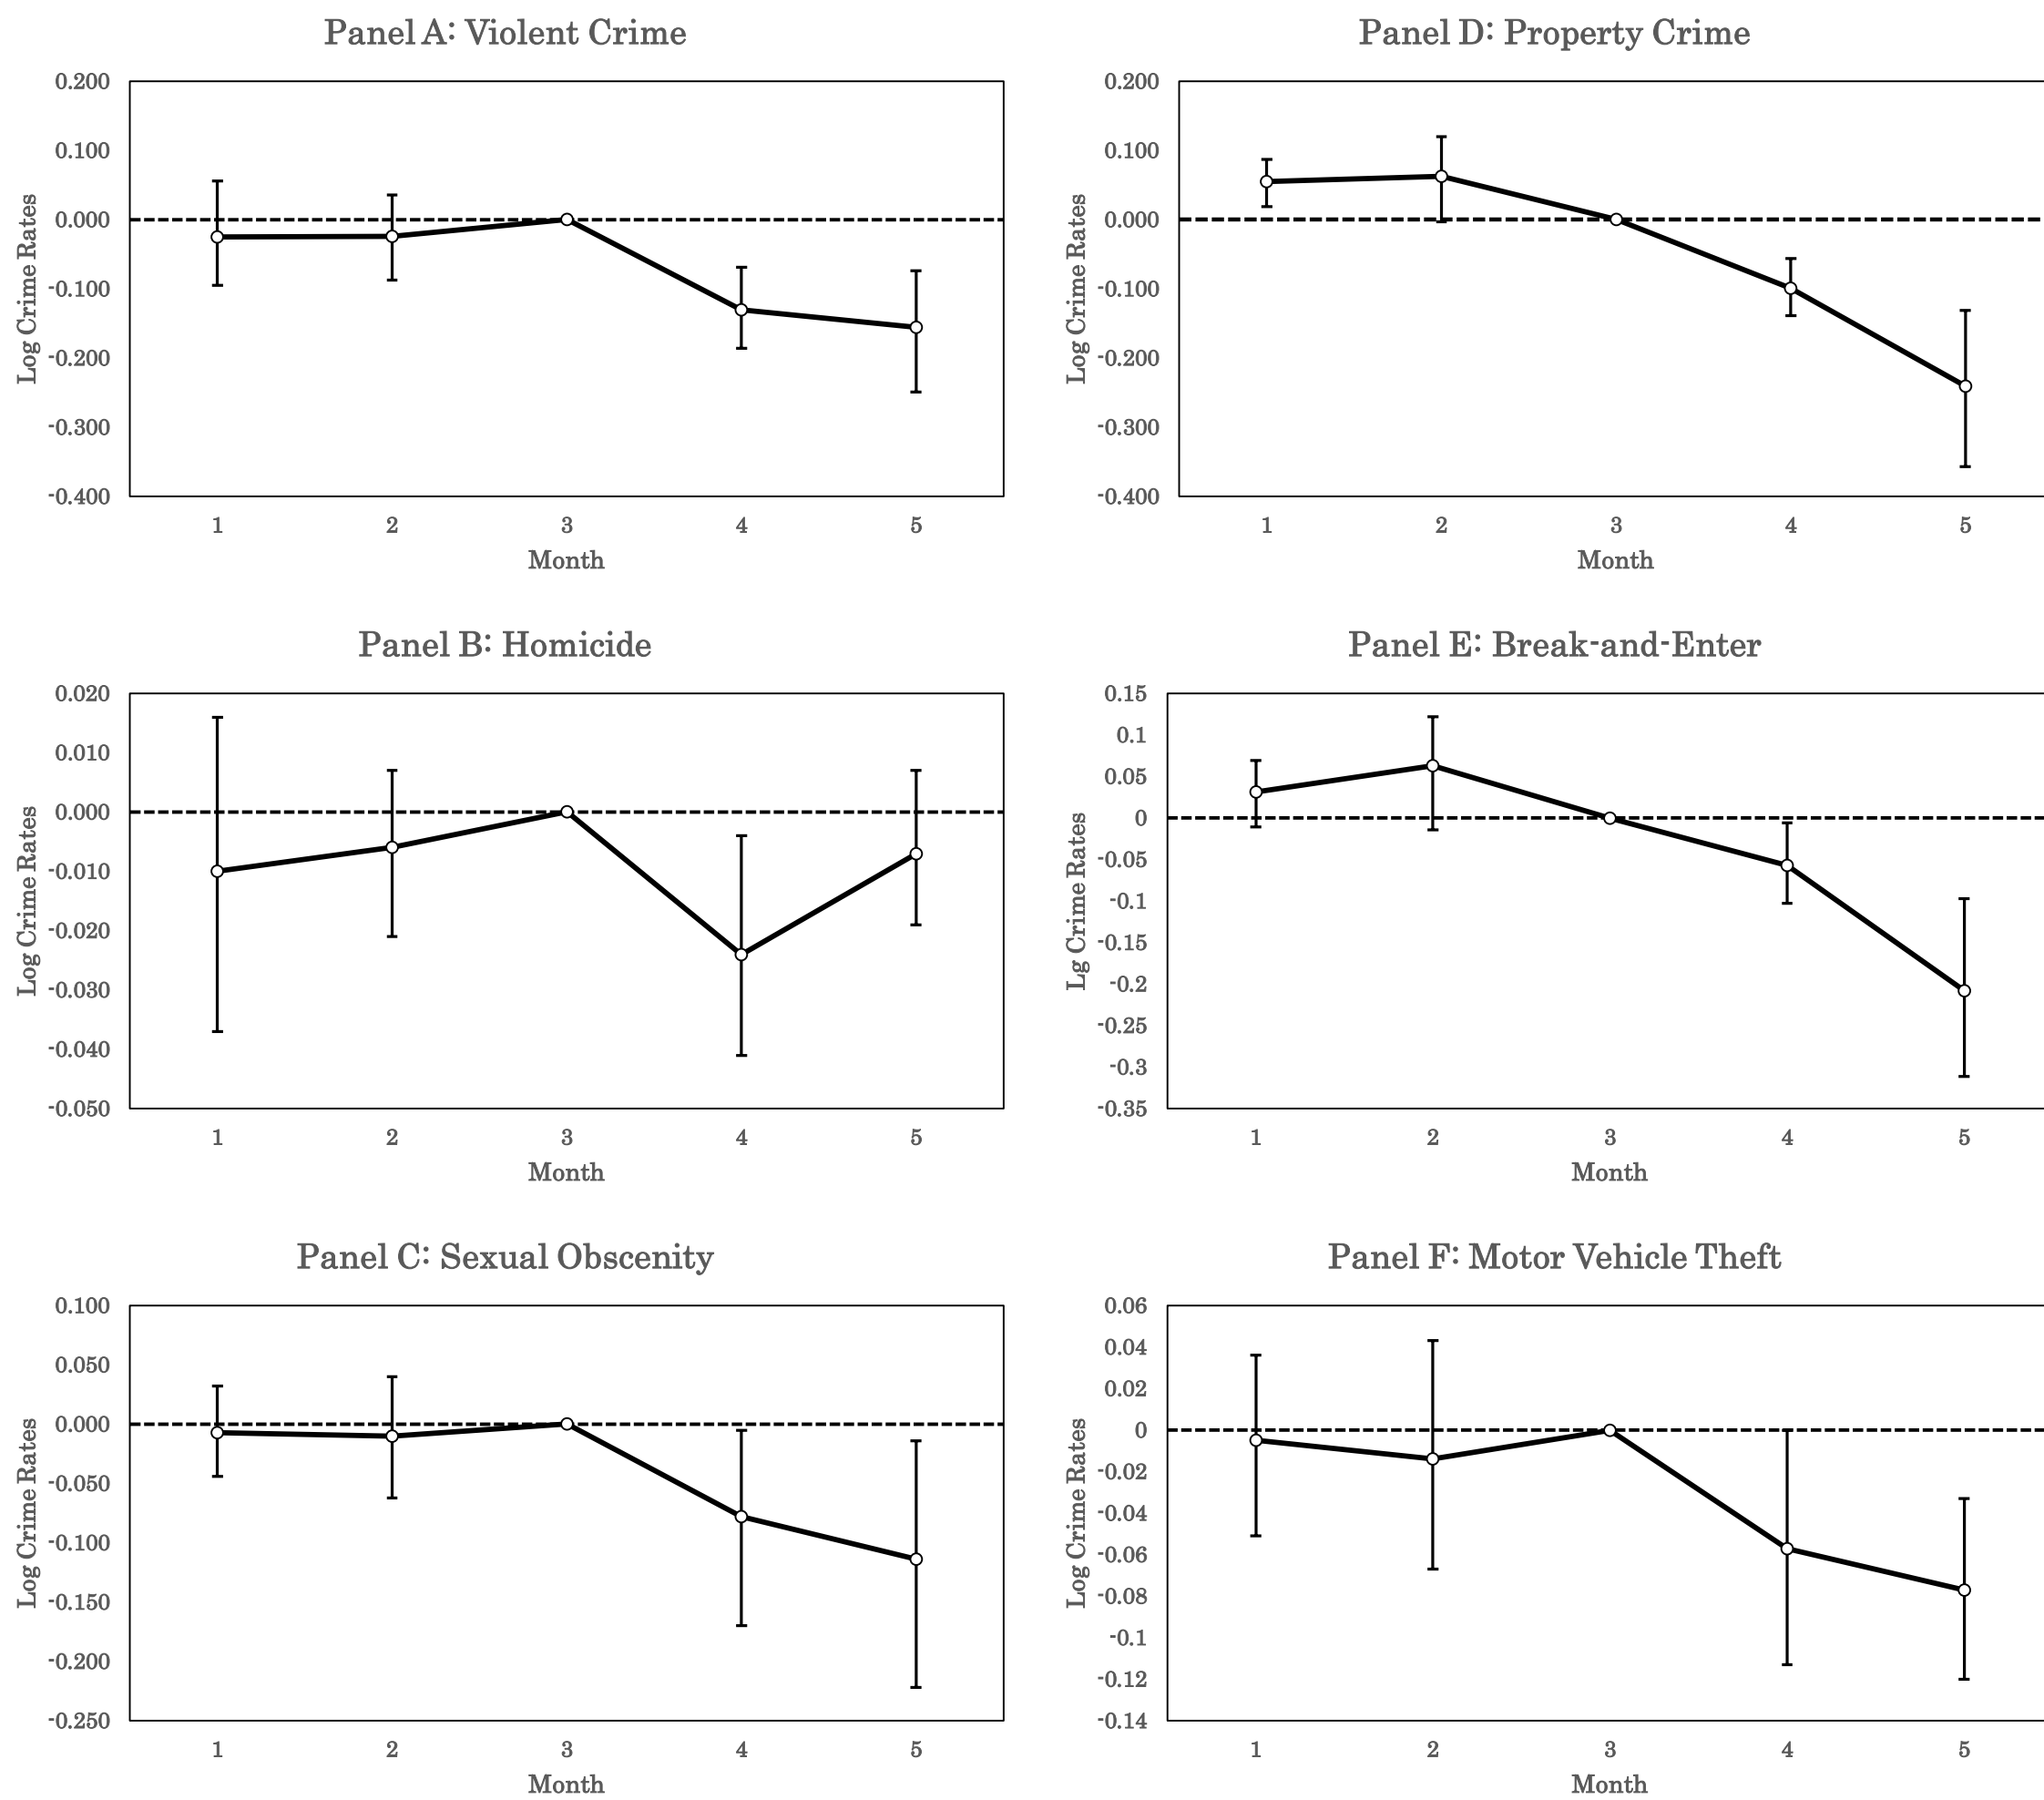 Panel A: Violent Crime
0.200
0.100
0.000
-0.100
-0.200
-0.300
-0.400
Log Crime Rates
1 2 3 4 5
Month
Panel D: Property Crime
0.200
0.100
0.000
-0.100
-0.200
-0.300
-0.400
Log Crime Rates
1 2 3 4 5
Month
Panel B: Homicide
0.020
0.010
0.000
-0.010
-0.020
-0.030
-0.040
-0.050
Log Crime Rates
1 2 3 4 5
Month
Panel E: Break-and-Enter
0.15
0.1
0.05
0
-0.05
-0.1
-0.15
-0.2
-0.25
-0.3
-0.35
Lg Crime Rates
1 2 3 4 5
Month
Panel C: Sexual Obscenity
0.100
0.050
0.000
-0.050
-0.100
-0.150
-0.200
-0.250
Log Crime Rates
1 2 3 4 5
Month
Panel F: Motor Vehicle Theft
0.06
0.04
0.02
0
-0.02
-0.04
-0.06
-0.08
-0.1
-0.12
-0.14
Log Crime Rates
1 2 3 4 5
Month